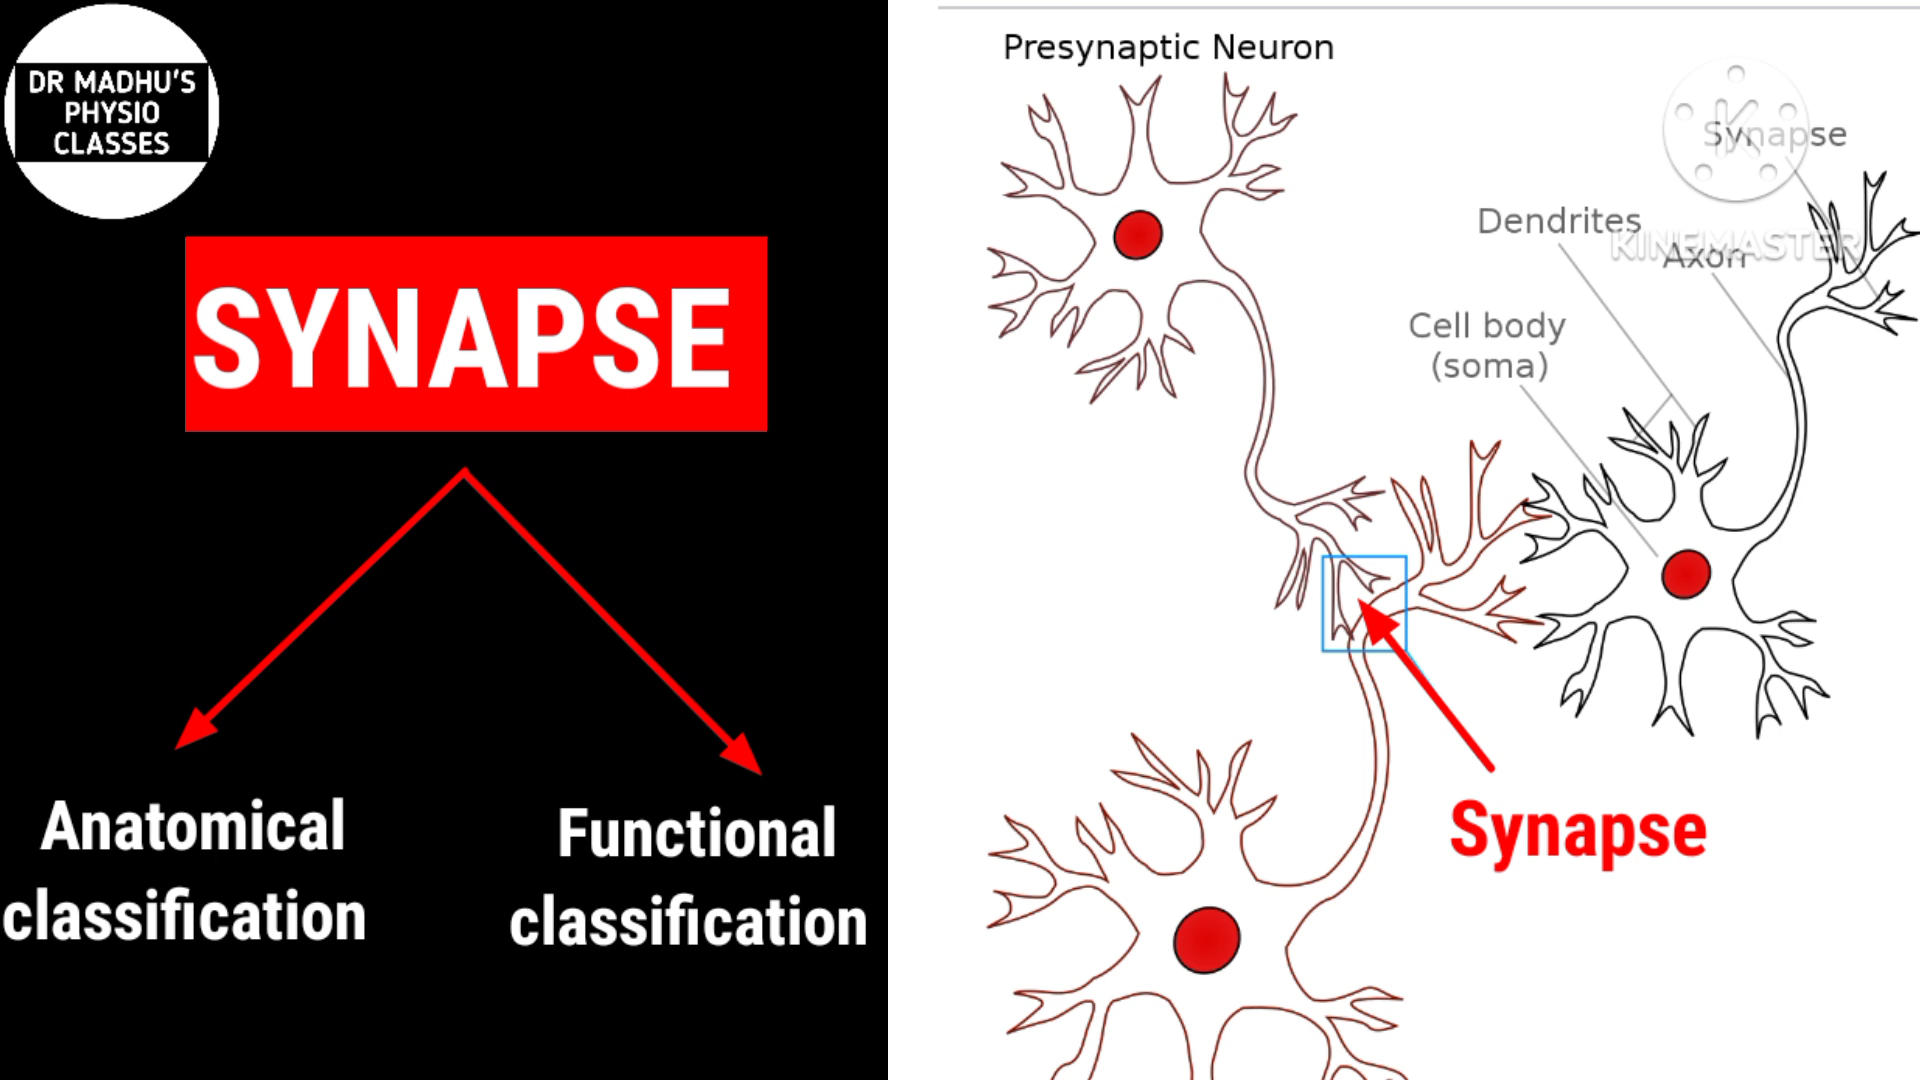 DR MADHU'S
PHYSIO
CLASSES
SYNAPSE
Anatomical
classification
Functional
classification
Presynaptic Neuron
Synapse
Dendrites
KINEMASTER
Axon
Cell body
(soma)
Synapse